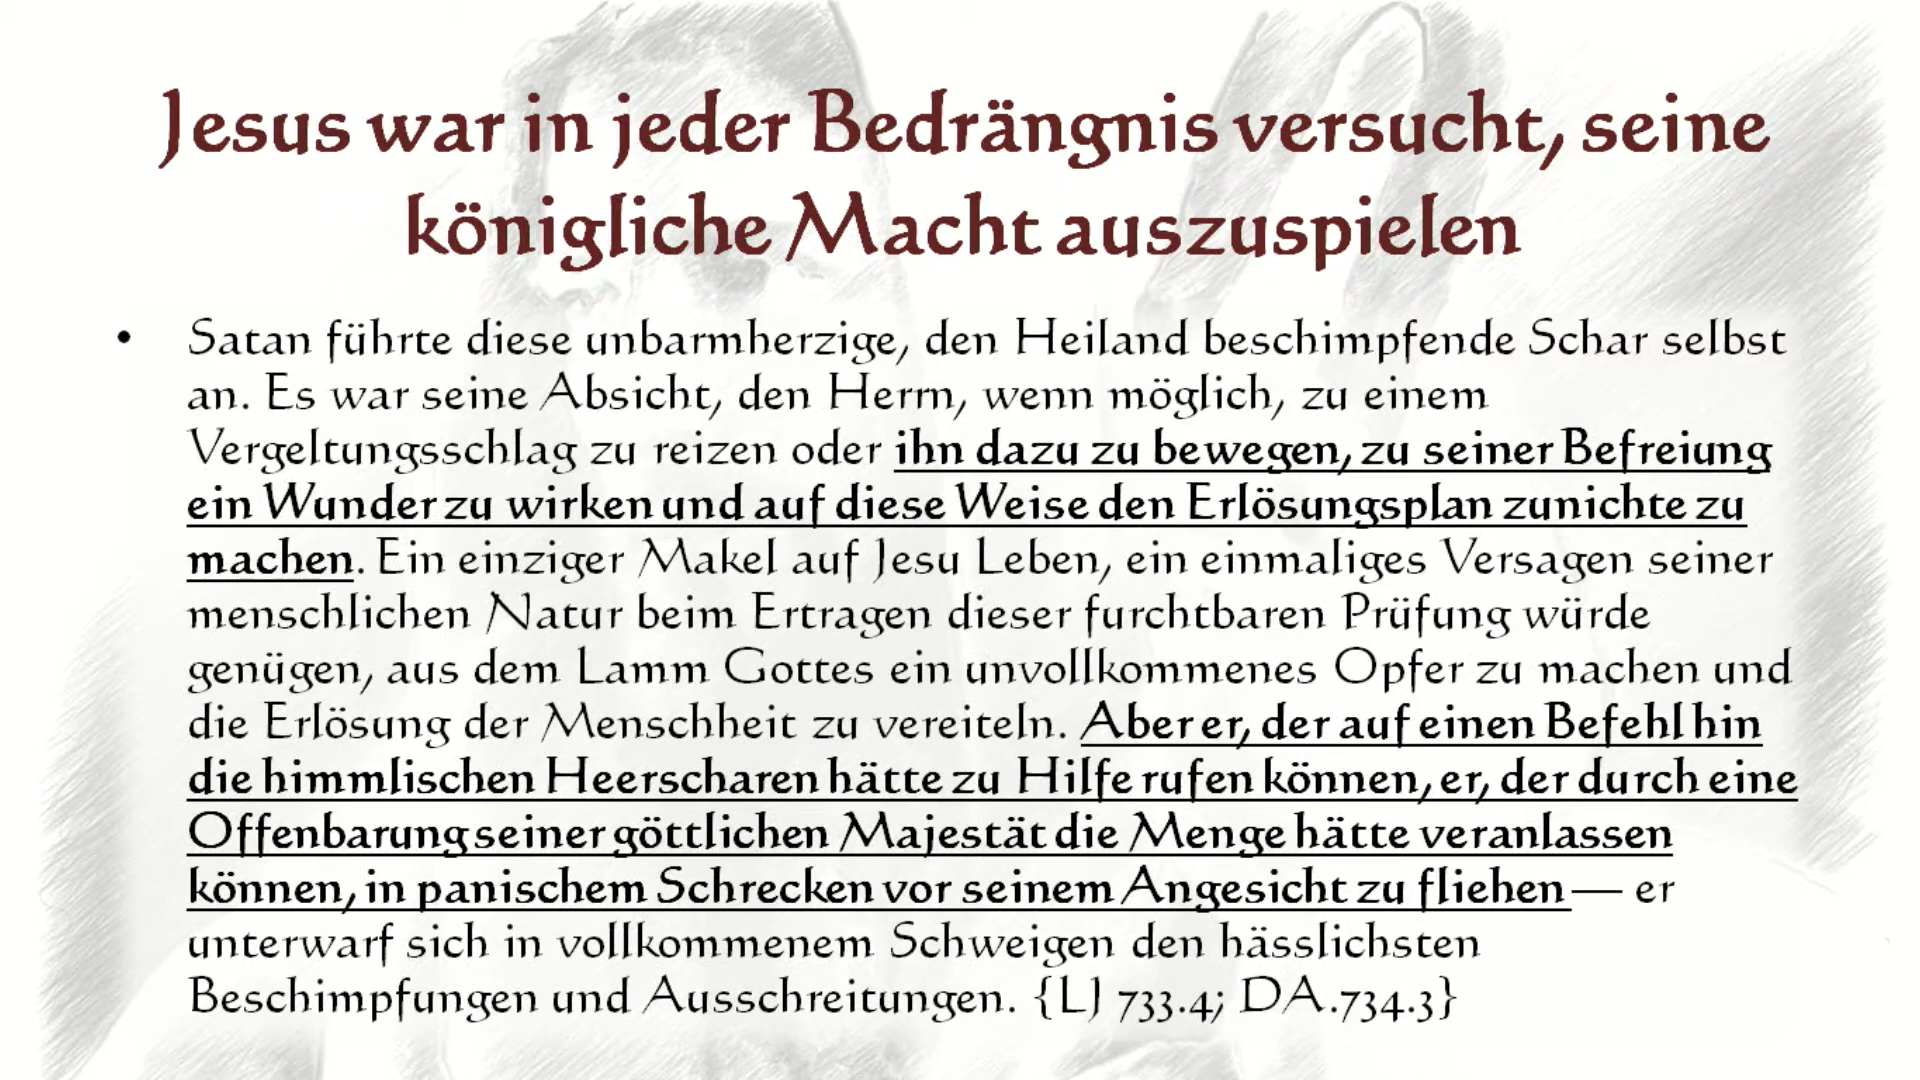 Jesus war in jeder Bedrängnis versucht, seine
königliche Macht auszuspielen
• Satan führte diese unbarmherzige, den Heiland beschimpfende Schar selbst
an. Es war seine Absicht, den Herrn, wenn möglich, zu einem
Vergeltungsschlag zu reizen oder ihn dazu zu bewegen, zu seiner Befreiung
ein Wunder zu wirken und auf diese Weise den Erlösungsplan zunichte zu
machen. Ein einziger Makel auf Jesu Leben, ein einmaliges Versagen seiner
menschlichen Natur beim Ertragen dieser furchtbaren Prüfung würde
genügen, aus dem Lamm Gottes ein unvollkommenes Opfer zu machen und
die Erlösung der Menschheit zu vereiteln. Aber er, der auf einen Befehl hin
die himmlischen Heerscharen hätte zu Hilfe rufen können, er, der durch eine
Offenbarung seiner göttlichen Majestät die Menge hätte veranlassen
können, in panischem Schrecken vor seinem Angesicht zu fliehen — er
unterwarf sich in vollkommenem Schweigen den hässlichsten
Beschimpfungen und Ausschreitungen. {LJ 733.4; DA.734.3}